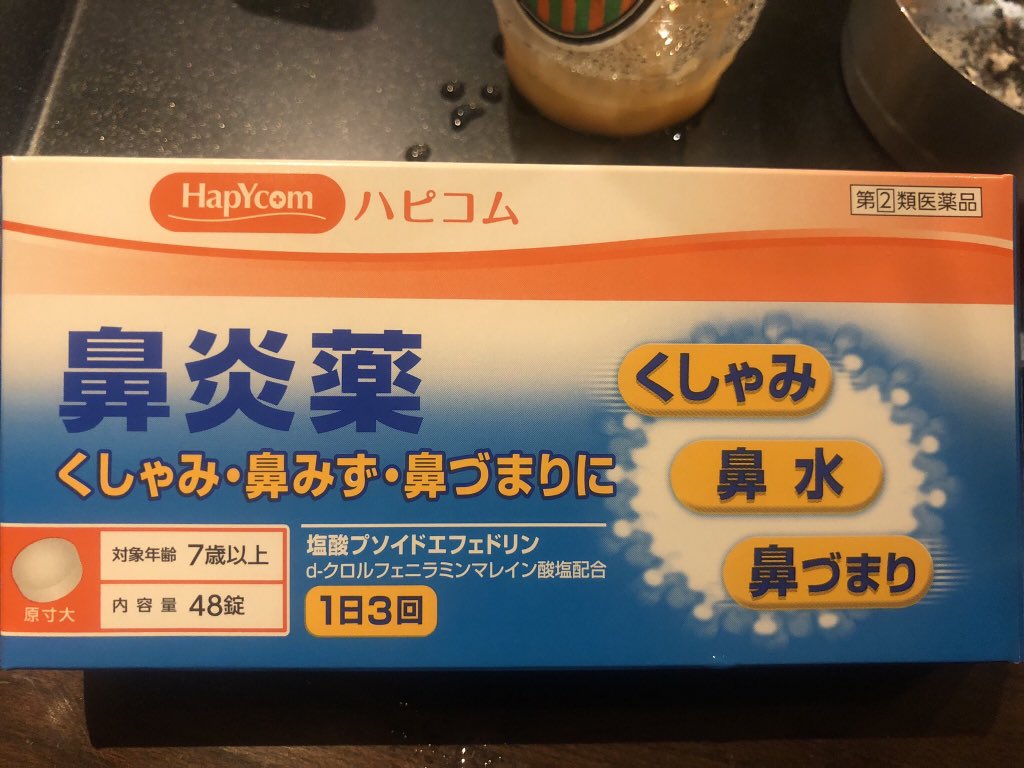 HapYcom ハピコム
第②類医薬品
鼻炎薬
くしゃみ・鼻みず・鼻づまりに
くしゃみ
鼻水
鼻づまり
原寸大
対象年齢 7歳以上
内容量 48錠
塩酸プソイドエフェドリン
d-クロルフェニラミンマレイン酸塩配合
1日3回